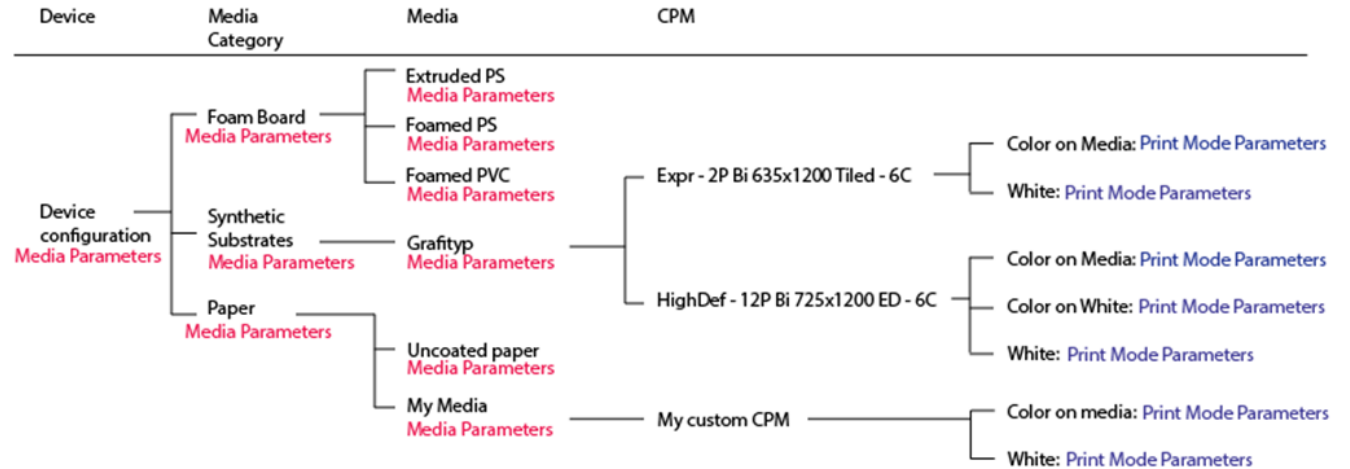 Device
Media
Category
Media
CPM
Device
configuration
Media Parameters
Foam Board
Media Parameters
Synthetic
Substrates
Media Parameters
Paper
Media Parameters
Extruded PS
Media Parameters
Foamed PS
Media Parameters
Foamed PVC
Media Parameters
Grafityp
Media Parameters
Uncoated paper
Media Parameters
My Media
Media Parameters
Expr - 2P Bi 635x1200 Tiled - 6C
HighDef - 12P Bi 725x1200 ED - 6C
My custom CPM
Color on Media: Print Mode Parameters
White: Print Mode Parameters
Color on Media: Print Mode Parameters
Color on White: Print Mode Parameters
White: Print Mode Parameters
Color on media: Print Mode Parameters
White: Print Mode Parameters